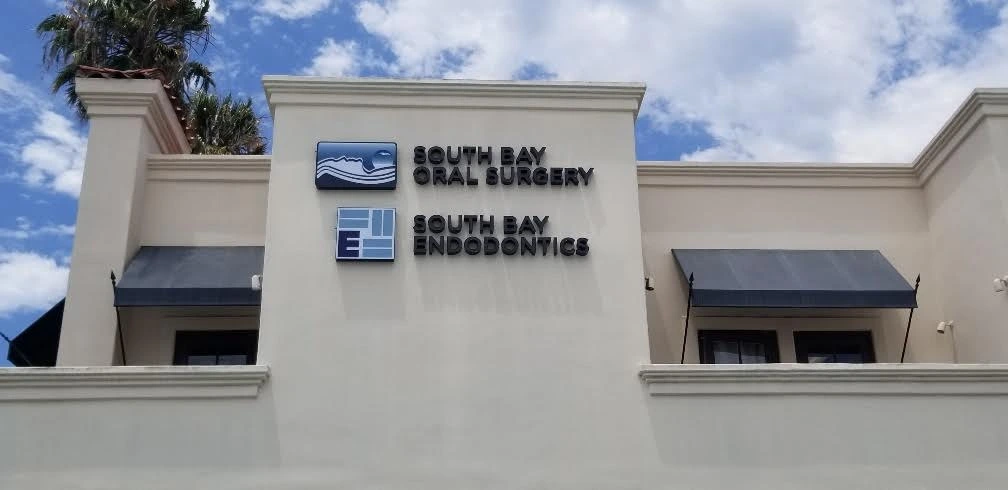 SOUTH BAY
ORAL SURGERY
E
SOUTH BAY
ENDODONTICS